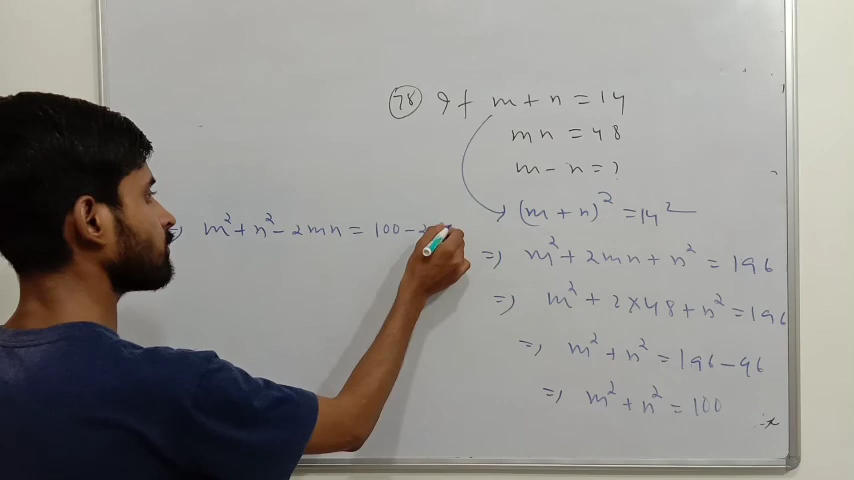 78 If m + n = 14
mn = 48
m - n = ?
(m + n)² = 14²
=> m² + 2mn + n² = 196
=> m² + 2×48 + n² = 196
=> m² + n² = 196 - 96
=> m² + n² = 100
=> m² + n² - 2mn = 100 - 2